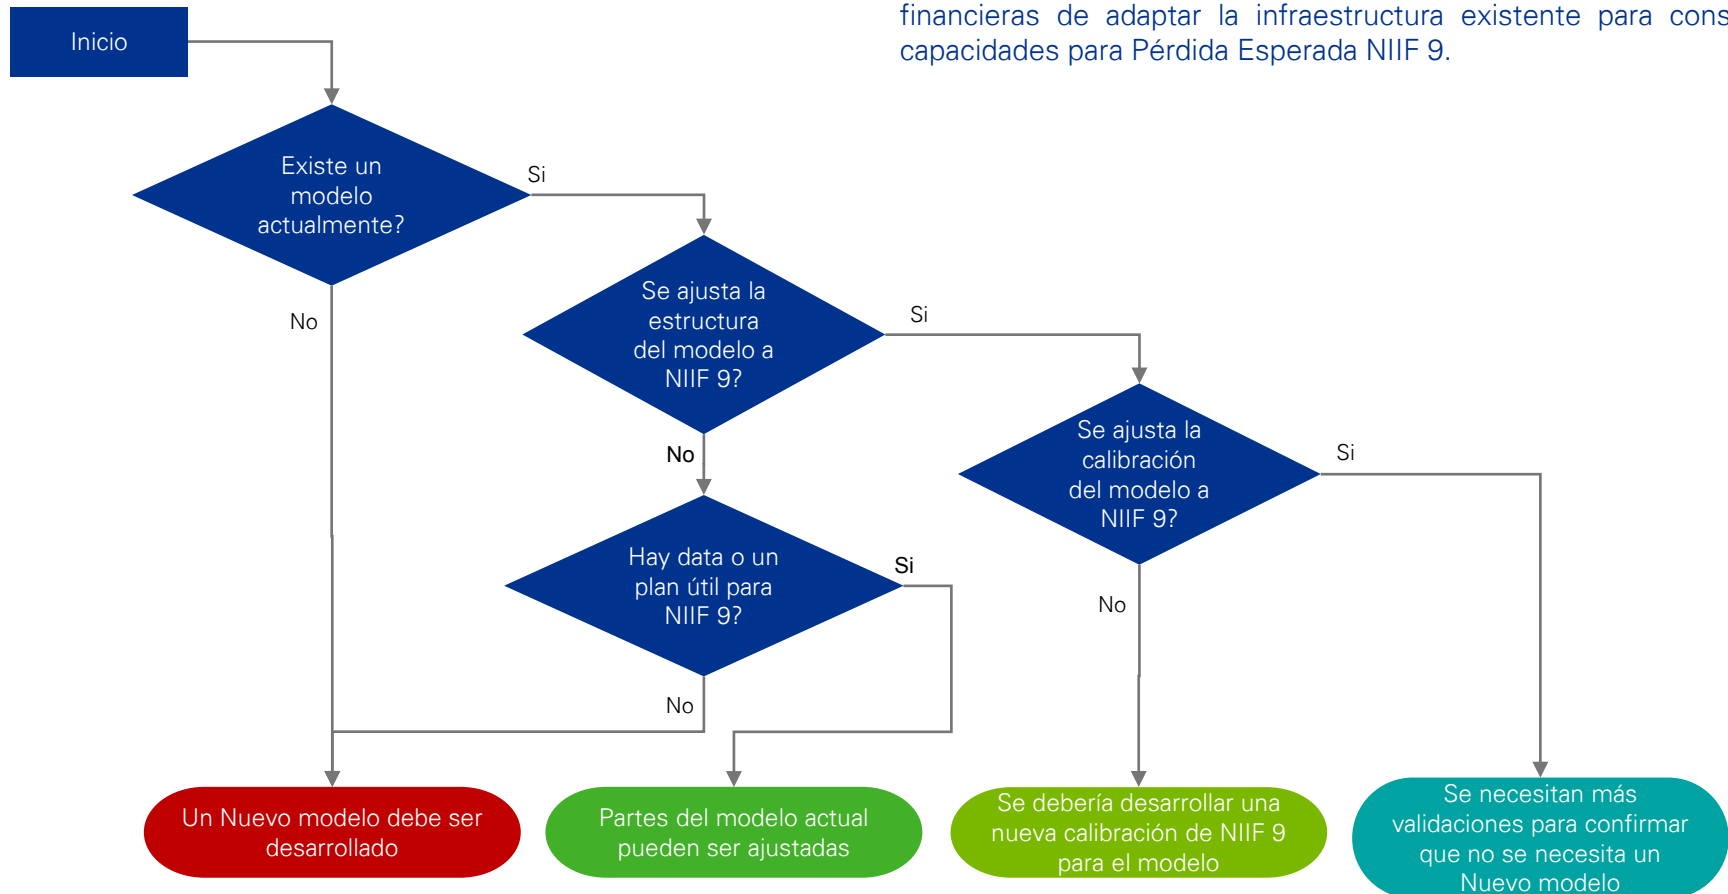 financieras de adaptar la infraestructura existente para cons
capacidades para Pérdida Esperada NIIF 9.
Inicio
Existe un
modelo
actualmente?
Si
No
Se ajusta la
estructura
del modelo a
NIIF 9?
Si
No
Se ajusta la
calibración
del modelo a
NIIF 9?
Si
No
Hay data o un
plan útil para
NIIF 9?
Si
No
Un Nuevo modelo debe ser
desarrollado
Partes del modelo actual
pueden ser ajustadas
Se debería desarrollar una
nueva calibración de NIIF 9
para el modelo
Se necesitan más
validaciones para confirmar
que no se necesita un
Nuevo modelo